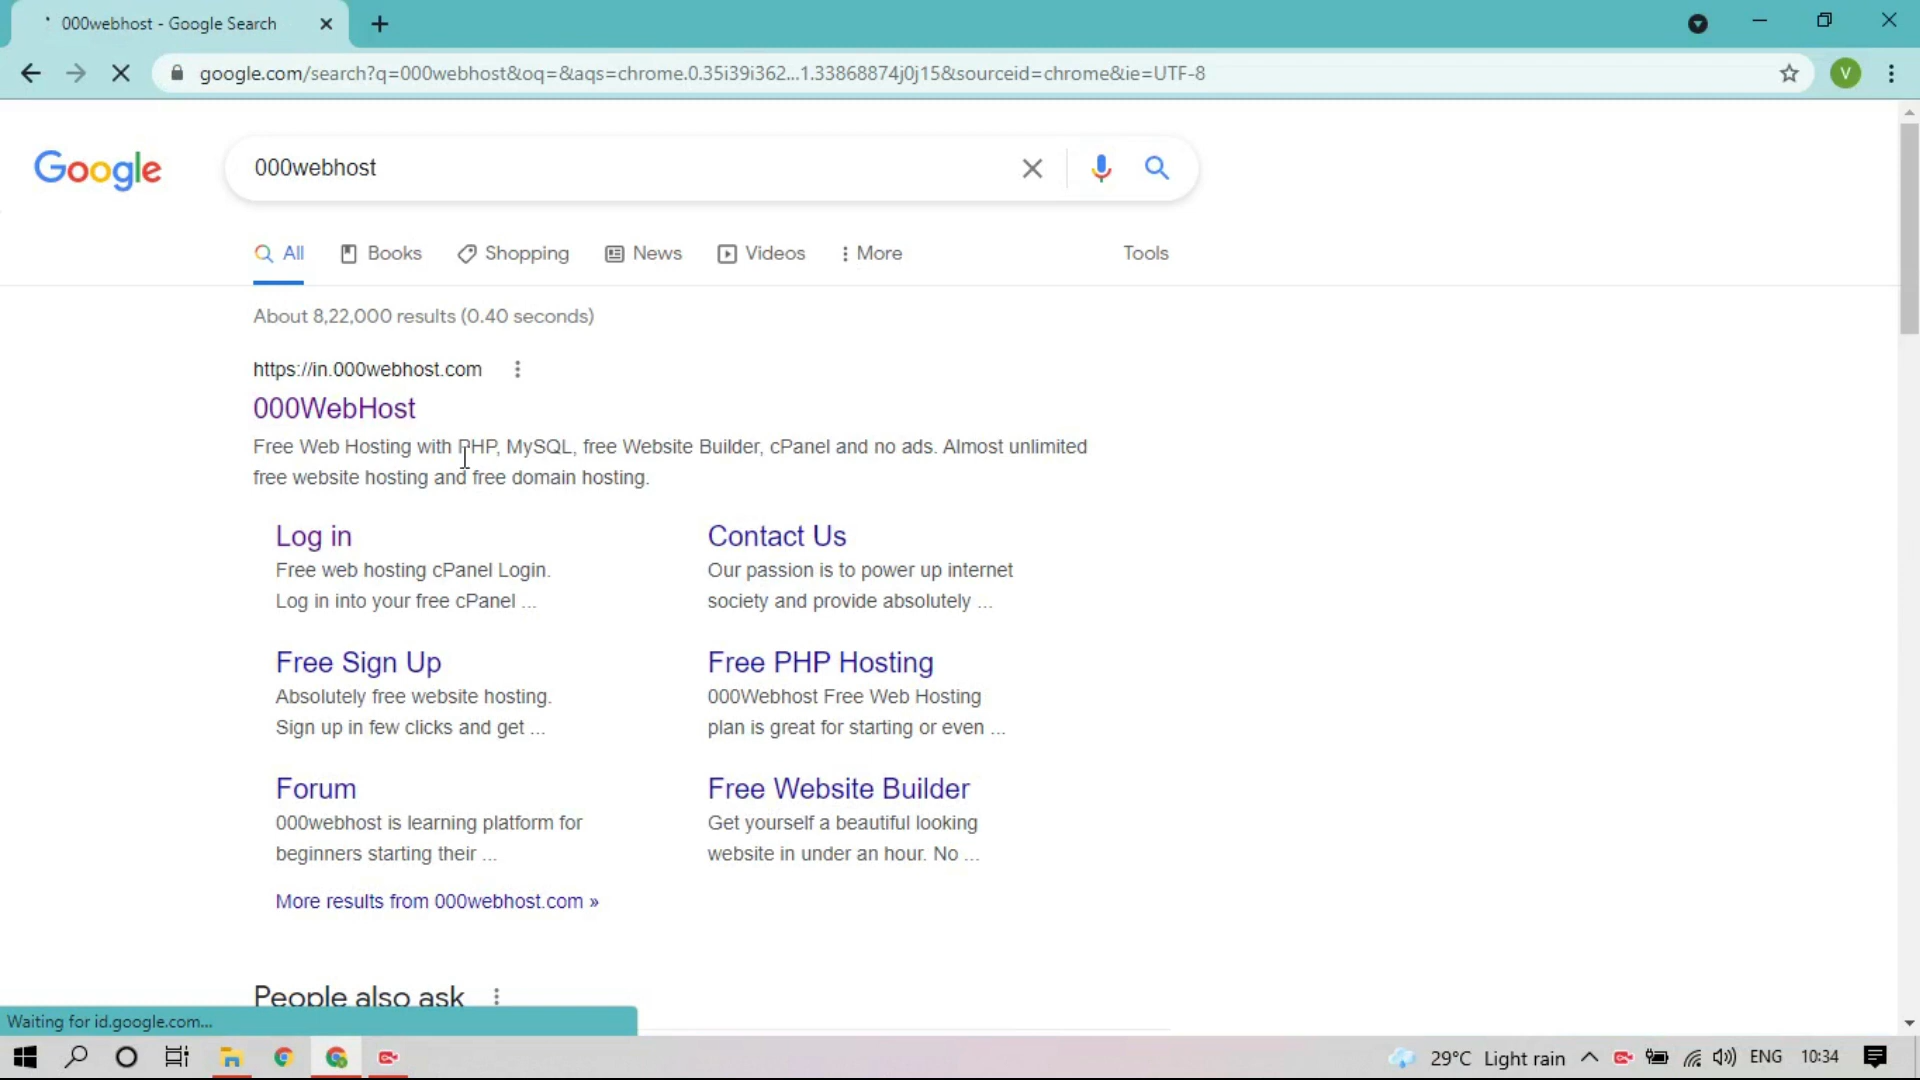 000webhost - Google Search
google.com/search?q=000webhost&oq=&aqs=chrome.0.35i39i362...1.33868874j0j15&sourceid=chrome&ie=UTF-8
V
Google
000webhost
All
Books
Shopping
News
Videos
More
Tools
About 8,22,000 results (0.40 seconds)
https://in.000webhost.com
000WebHost
Free Web Hosting with PHP, MySQL, free Website Builder, cPanel and no ads. Almost unlimited
free website hosting and free domain hosting.
Log in
Free web hosting cPanel Login.
Log in into your free cPanel ...
Contact Us
Our passion is to power up internet
society and provide absolutely ...
Free Sign Up
Absolutely free website hosting.
Sign up in few clicks and get ...
Free PHP Hosting
000Webhost Free Web Hosting
plan is great for starting or even ...
Forum
000webhost is learning platform for
beginners starting their ...
Free Website Builder
Get yourself a beautiful looking
website in under an hour. No ...
More results from 000webhost.com »
People also ask
Waiting for id.google.com...
29°C Light rain
ENG
10:34